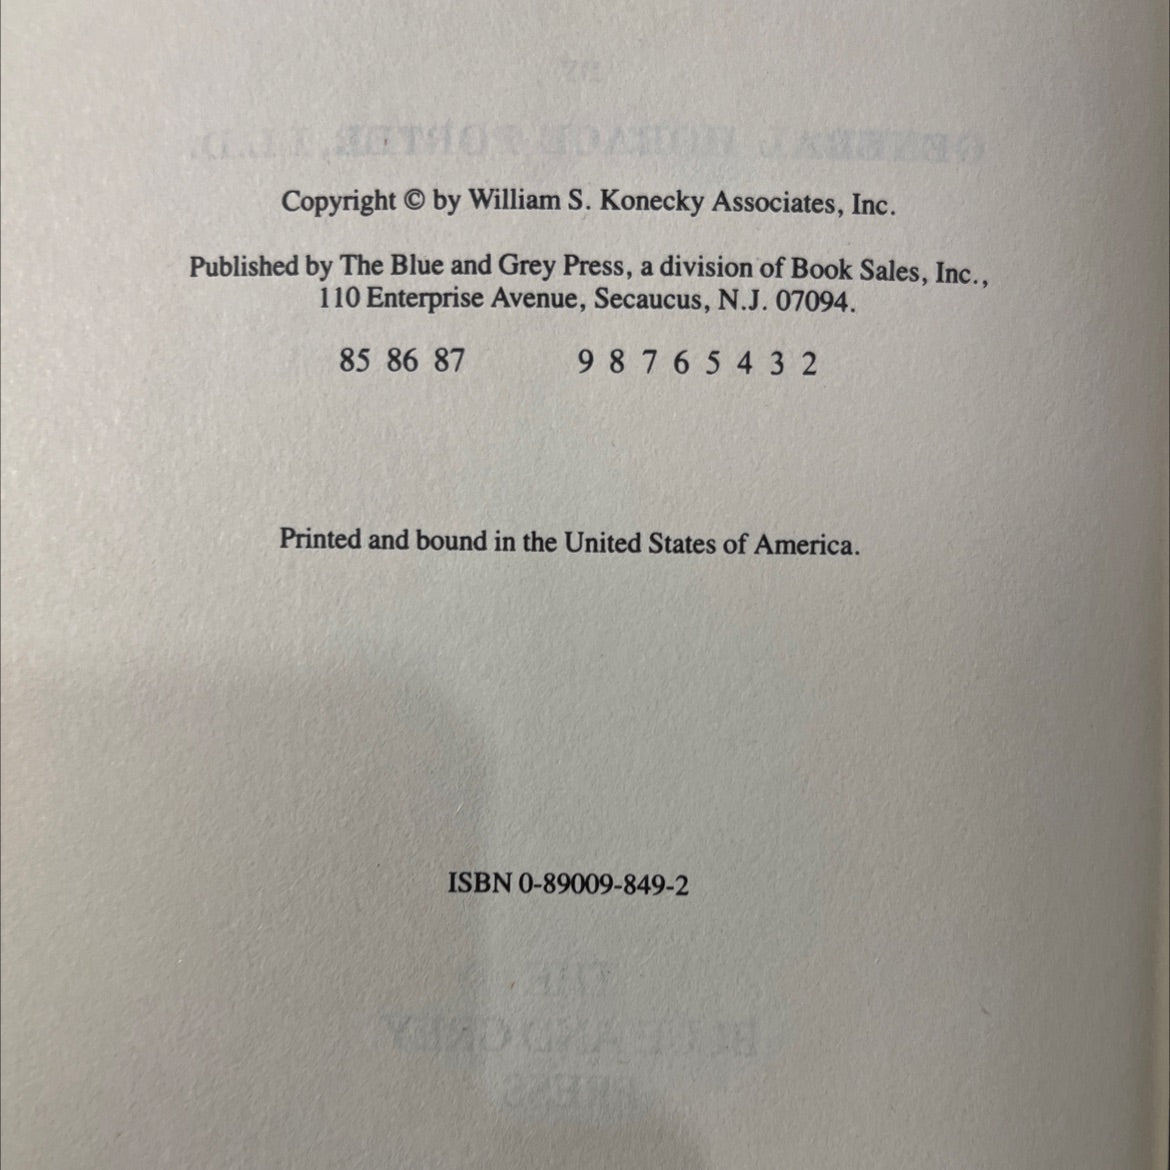 Copyright © by William S. Konecky Associates, Inc.
Published by The Blue and Grey Press, a division of Book Sales, Inc.,
110 Enterprise Avenue, Secaucus, N.J. 07094.
85 86 87 9 8 7 6 5 4 3 2
Printed and bound in the United States of America.
ISBN 0-89009-849-2